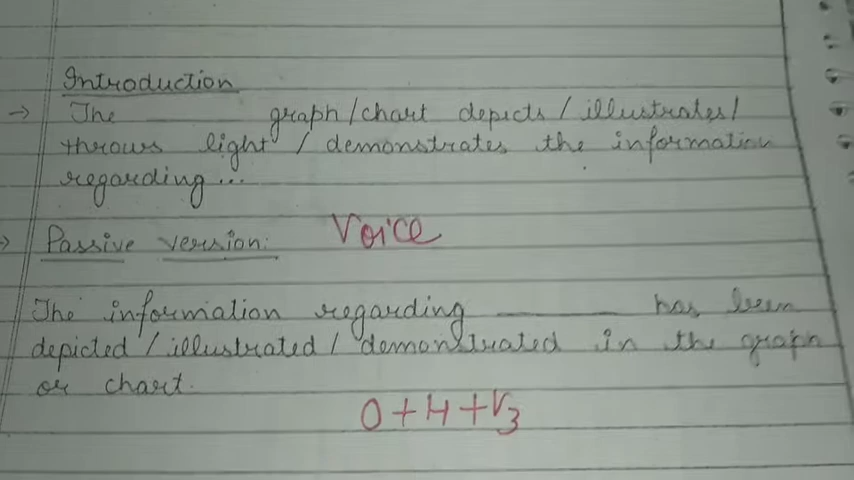 Introduction
→ The graph/chart depicts/illustrates/
throws light / demonstrates the information
regarding...
→ Passive version: Voice
The information regarding ________ has been
depicted/illustrated/demonstrated in the graph
or chart.
O+H+V3